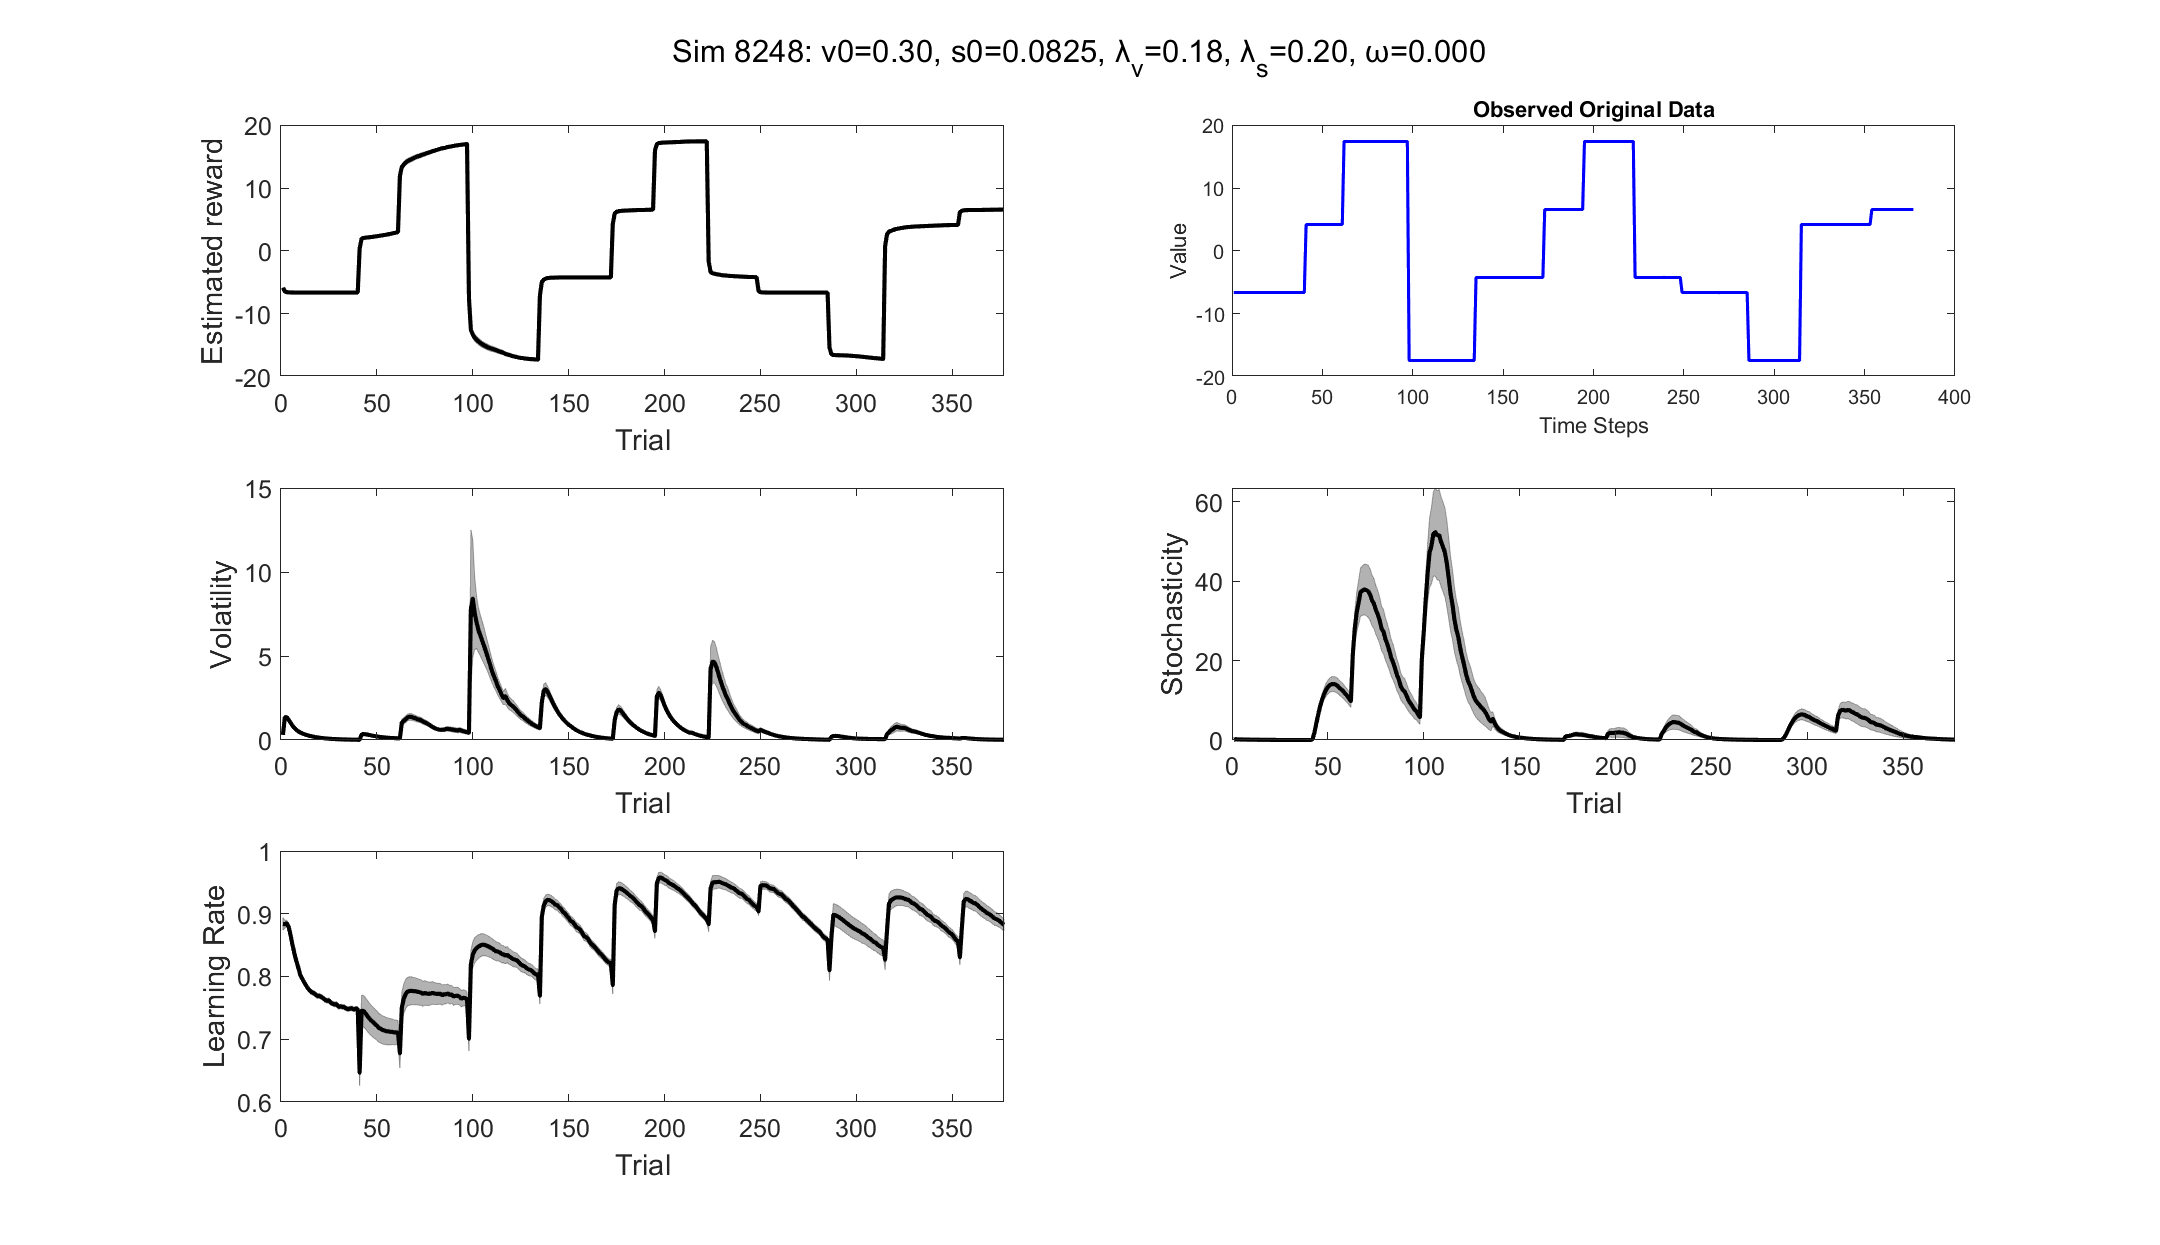 Sim 8248: v0=0.30, s0=0.0825, λ_v=0.18, λ_s=0.20, ω=0.000
Estimated reward
20
10
0
-10
-20
0 50 100 150 200 250 300 350
Trial
Observed Original Data
Value
20
10
0
-10
-20
0 50 100 150 200 250 300 350 400
Time Steps
Volatility
15
10
5
0
0 50 100 150 200 250 300 350
Trial
Stochasticity
60
40
20
0
0 50 100 150 200 250 300 350
Trial
Learning Rate
1
0.9
0.8
0.7
0.6
0 50 100 150 200 250 300 350
Trial